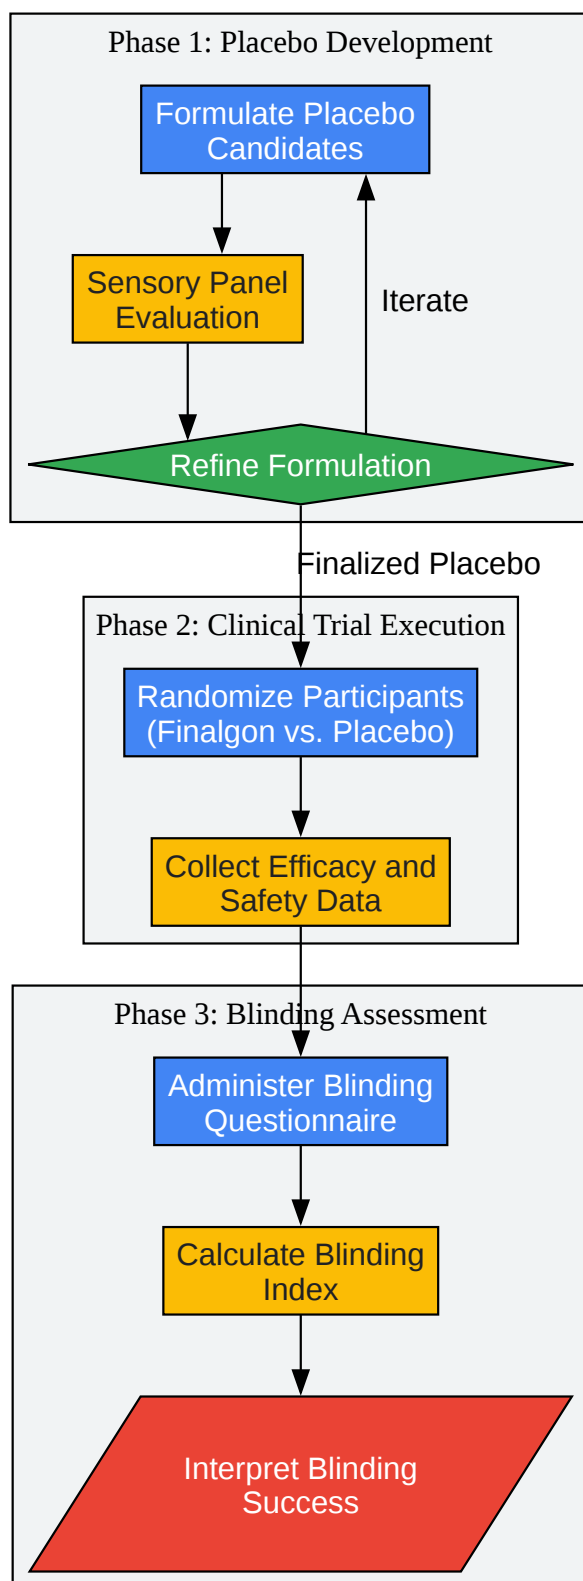 Phase 1: Placebo Development
Formulate Placebo
Candidates
Sensory Panel
Evaluation
Iterate
Refine Formulation
Finalized Placebo
Phase 2: Clinical Trial Execution
Randomize Participants
(Finalgon vs. Placebo)
Collect Efficacy and
Safety Data
Phase 3: Blinding Assessment
Administer Blinding
Questionnaire
Calculate Blinding
Index
Interpret Blinding
Success